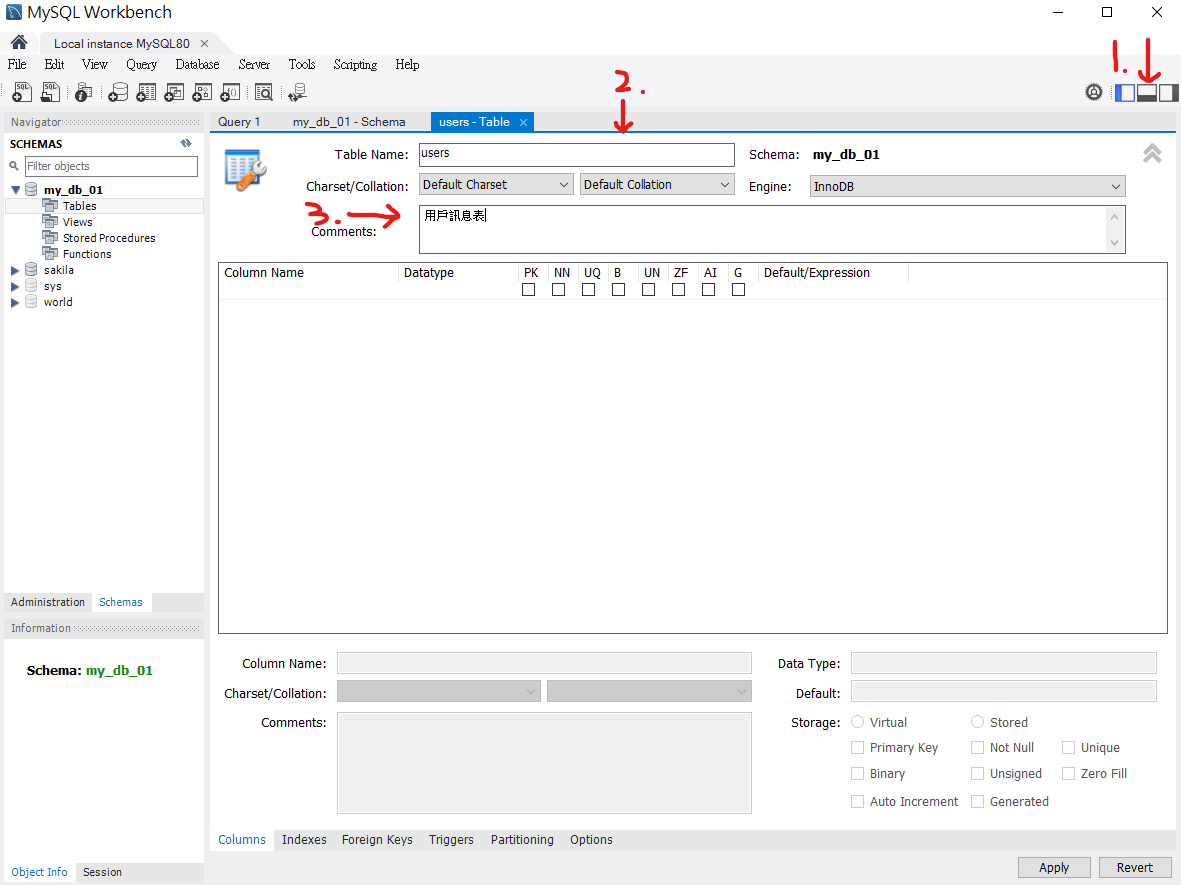 MySQL Workbench
Local instance MySQL80
File Edit View Query Database Server Tools Scripting Help
1.
2.
Navigator
SCHEMAS
Filter objects
my_db_01
Tables
Views
Stored Procedures
Functions
sakila
sys
world
Administration Schemas
Information
Schema: my_db_01
Object Info Session
Query 1 my_db_01 - Schema users - Table
Table Name: users Schema: my_db_01
Charset/Collation: Default Charset Default Collation Engine: InnoDB
3.
Comments: 用戶訊息表
Column Name Datatype PK NN UQ B UN ZF AI G Default/Expression
Column Name: Data Type:
Charset/Collation: Default:
Comments: Storage: Virtual Stored
Primary Key Not Null Unique
Binary Unsigned Zero Fill
Auto Increment Generated
Columns Indexes Foreign Keys Triggers Partitioning Options
Apply Revert